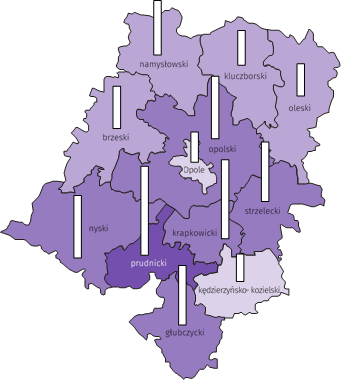 namysłowski
kluczborski
oleski
brzeski
opolski
Opole
strzelecki
nyski
krapkowicki
prudnicki
kędzierzyńsko- kozielski
głubczycki